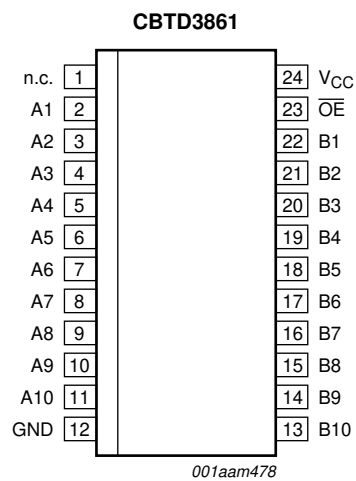 CBTD3861
n.c. 1 24 VCC
A1 2 23 OE
A2 3 22 B1
A3 4 21 B2
A4 5 20 B3
A5 6 19 B4
A6 7 18 B5
A7 8 17 B6
A8 9 16 B7
A9 10 15 B8
A10 11 14 B9
GND 12 13 B10
001aam478